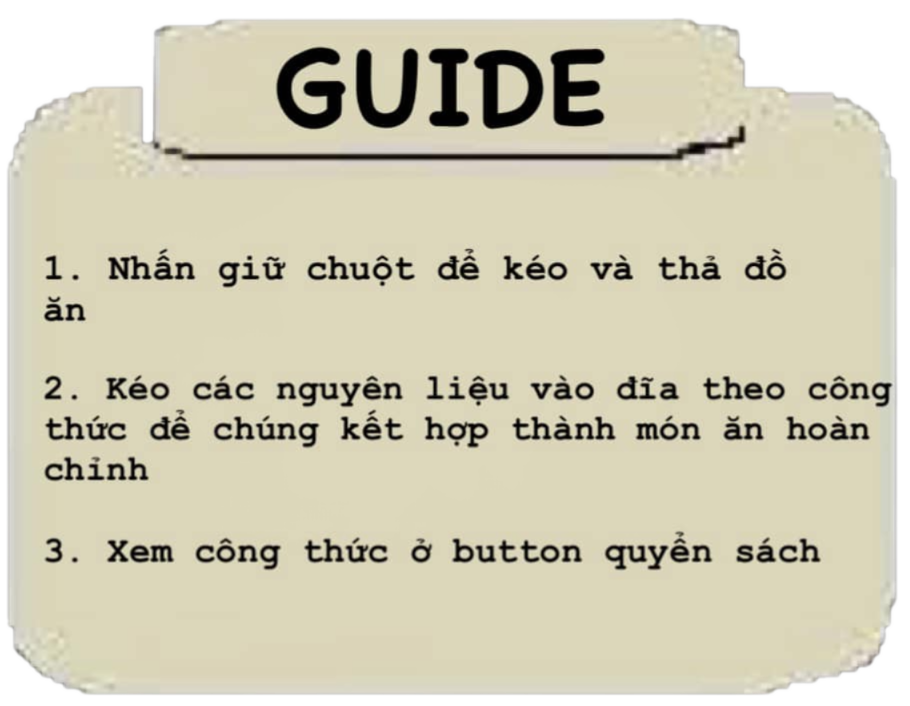 GUIDE
1. Nhấn giữ chuột để kéo và thả đồ
ăn
2. Kéo các nguyên liệu vào đĩa theo công
thức để chúng kết hợp thành món ăn hoàn
chỉnh
3. Xem công thức ở button quyển sách